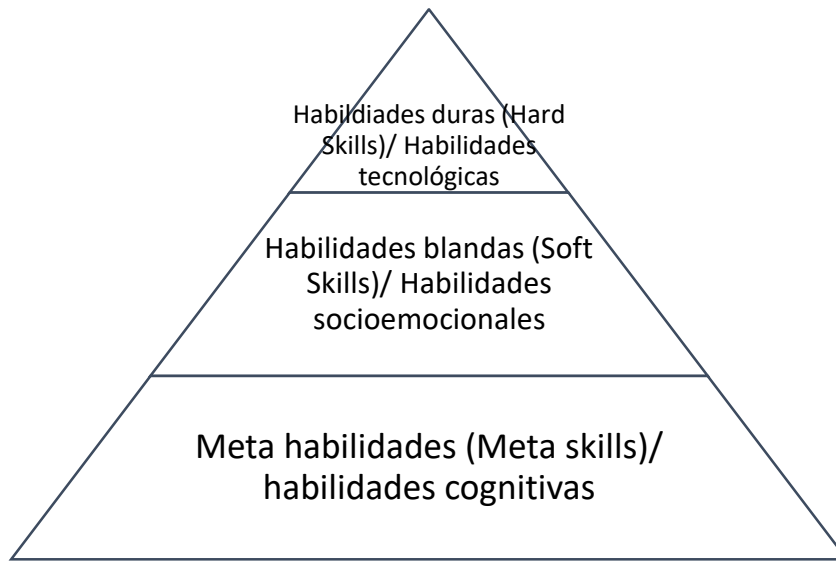 Habildiades duras (Hard
Skills)/ Habilidades
tecnológicas
Habilidades blandas (Soft
Skills)/ Habilidades
socioemocionales
Meta habilidades (Meta skills)/
habilidades cognitivas